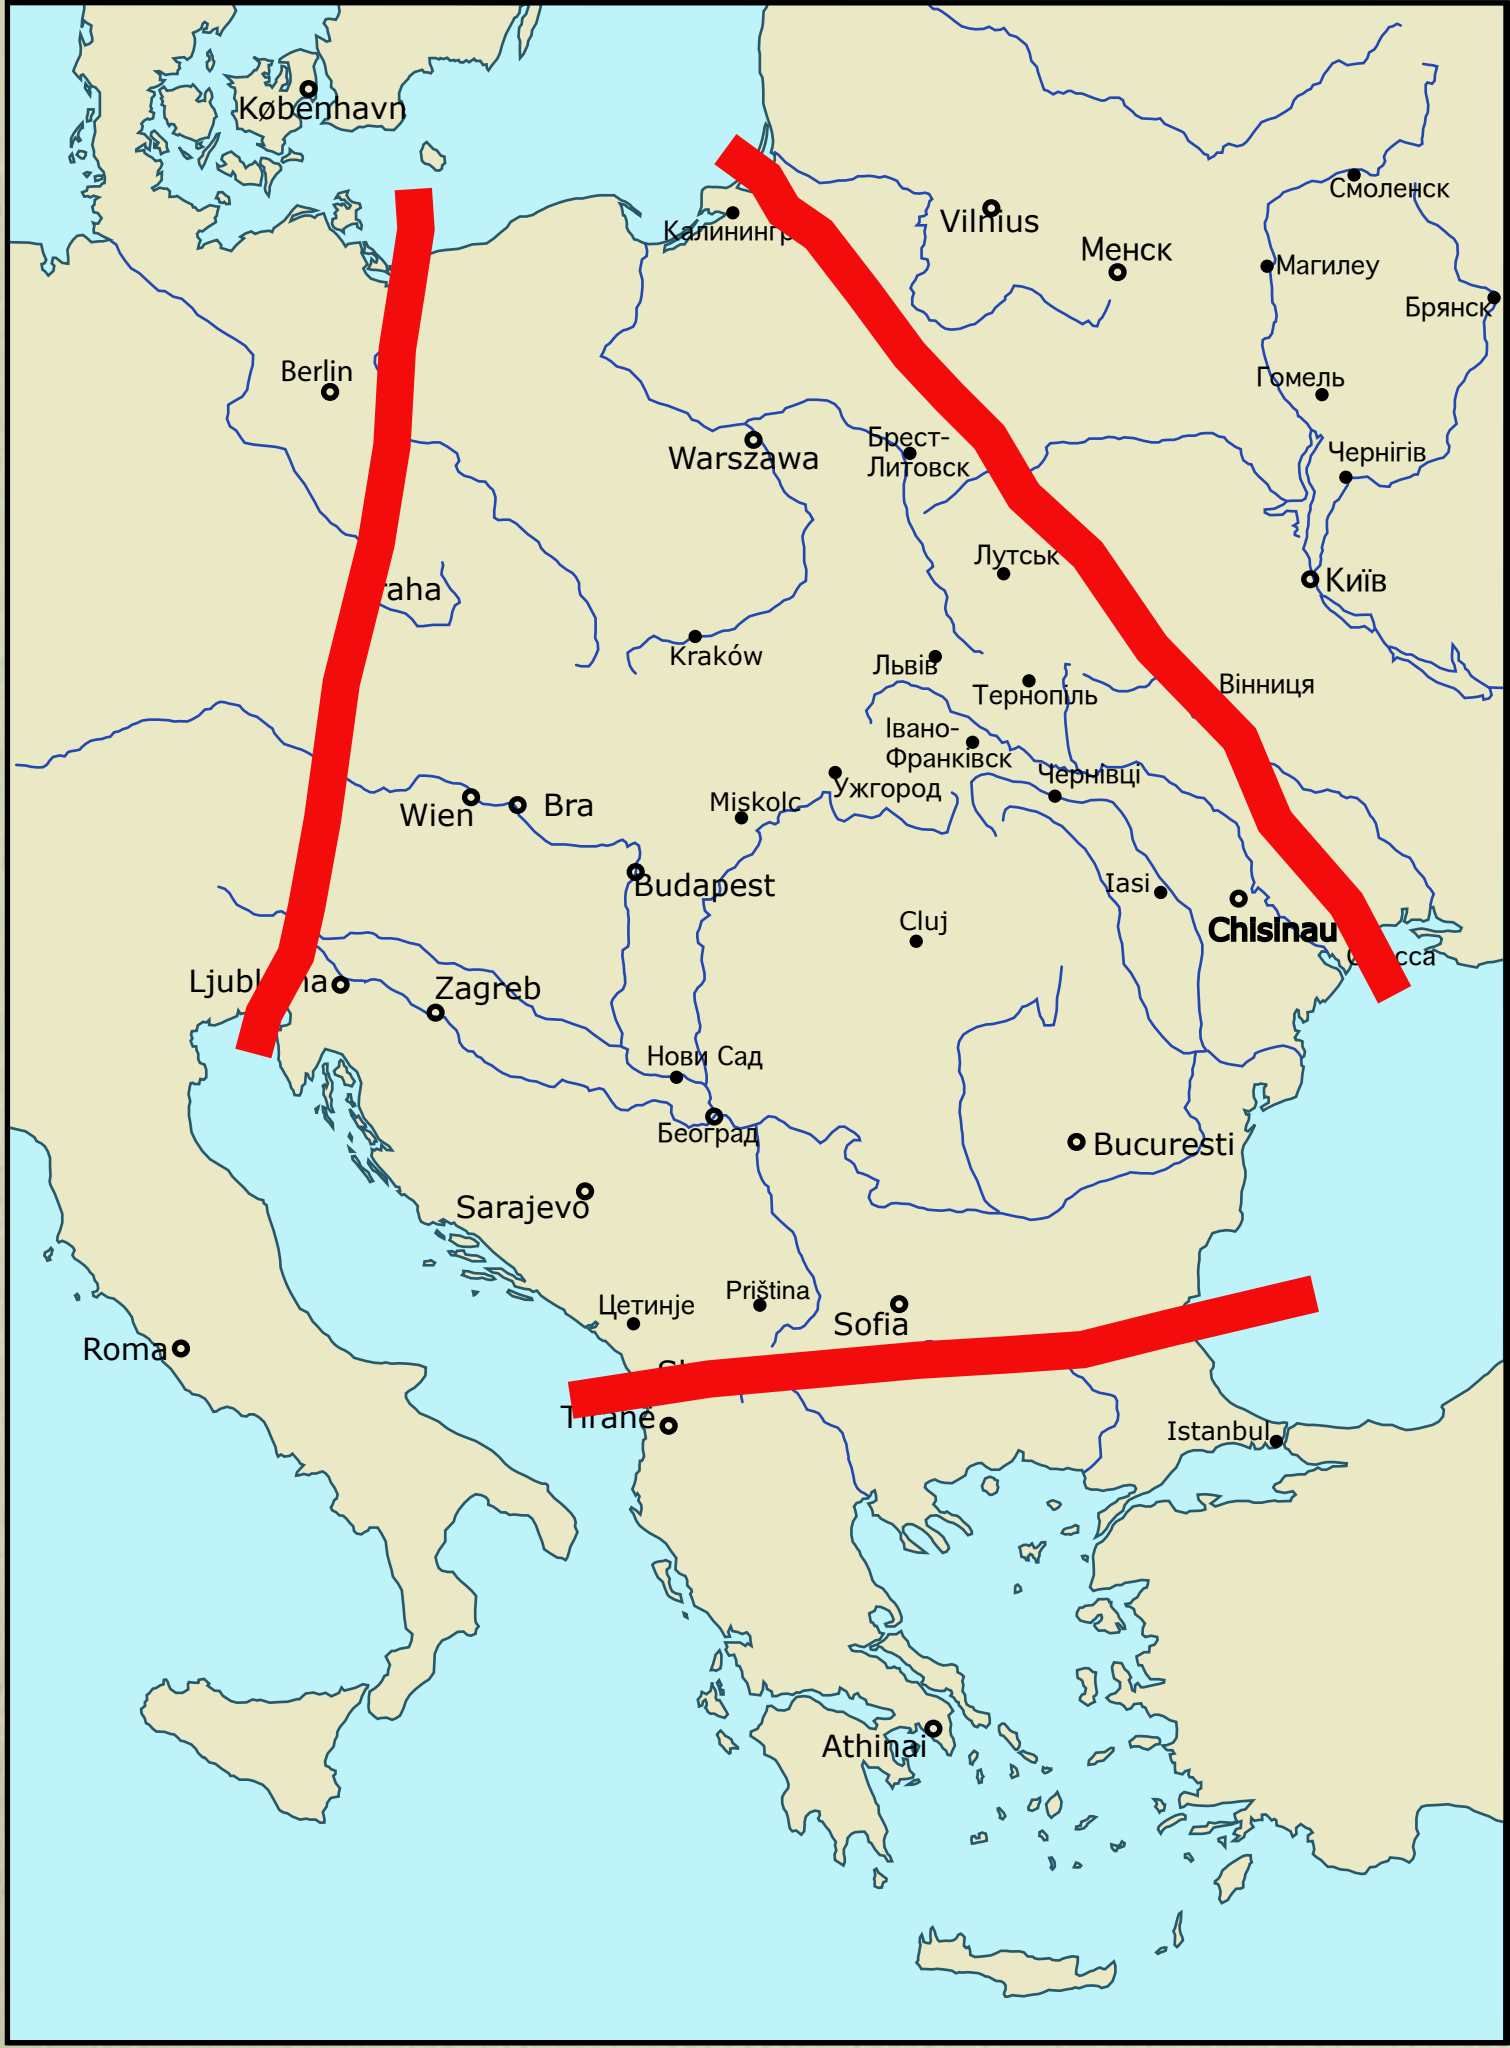 København
Смоленск
Vilnius
Калинингр
Менск
Магилеу
Брянск
Berlin
Гомель
Warszawa
Брест-
Литовск
Чернігів
Лутськ
Київ
raha
Kraków
Львів
Тернопіль
Вінниця
Івано-
Франківск
Чернівці
Ужгород
Miskolc
Wien
Bra
Budapest
Iasi
Cluj
Chisinau
сса
Ljubl
na
Zagreb
Нови Сад
Београд
Bucuresti
Sarajevo
Priština
Цетинје
Sofia
Roma
Tiranë
Istanbul
Athinai